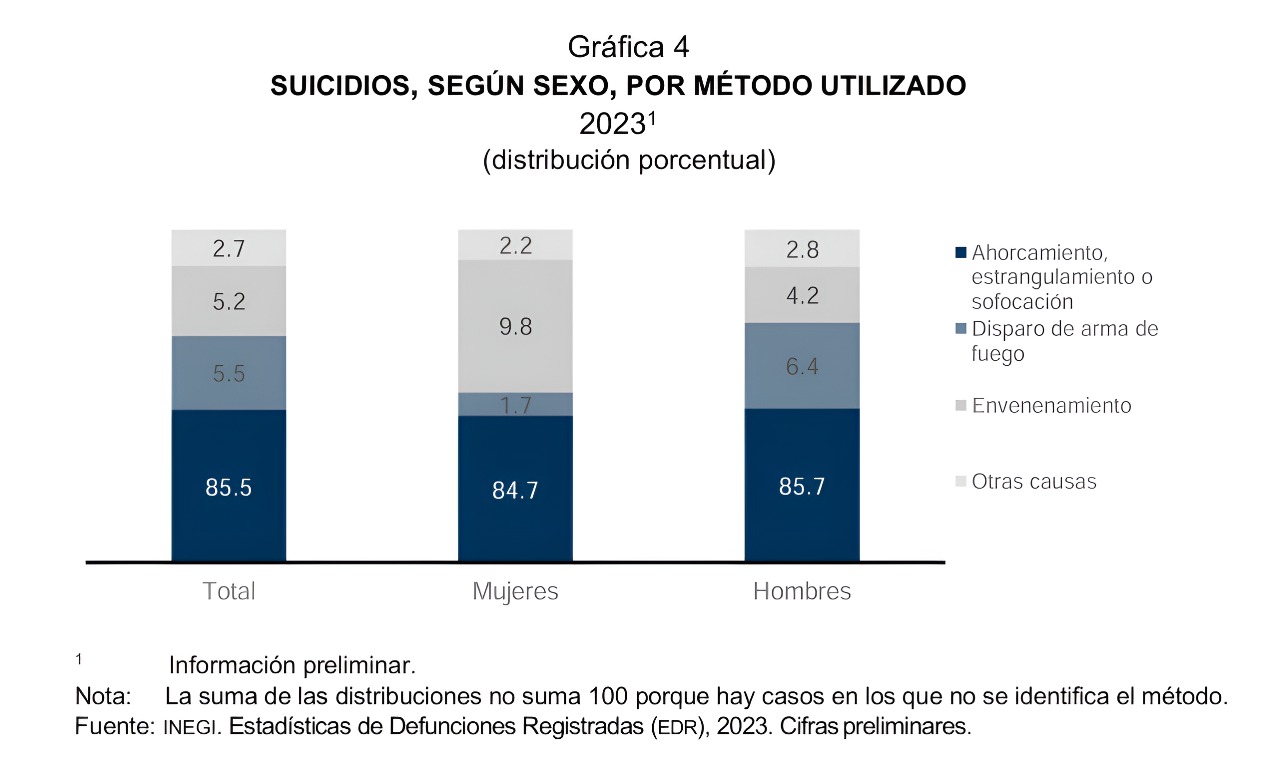 Gráfica 4
SUICIDIOS, SEGÚN SEXO, POR MÉTODO UTILIZADO
2023¹
(distribución porcentual)
2.7
5.2
5.5
85.5
2.2
9.8
1.7
84.7
2.8
4.2
6.4
85.7
Ahorcamiento,
estrangulamiento o
sofocación
Disparo de arma de
fuego
Envenenamiento
Otras causas
Total
Mujeres
Hombres
¹ Información preliminar.
Nota: La suma de las distribuciones no suma 100 porque hay casos en los que no se identifica el método.
Fuente: INEGI. Estadísticas de Defunciones Registradas (EDR), 2023. Cifras preliminares.